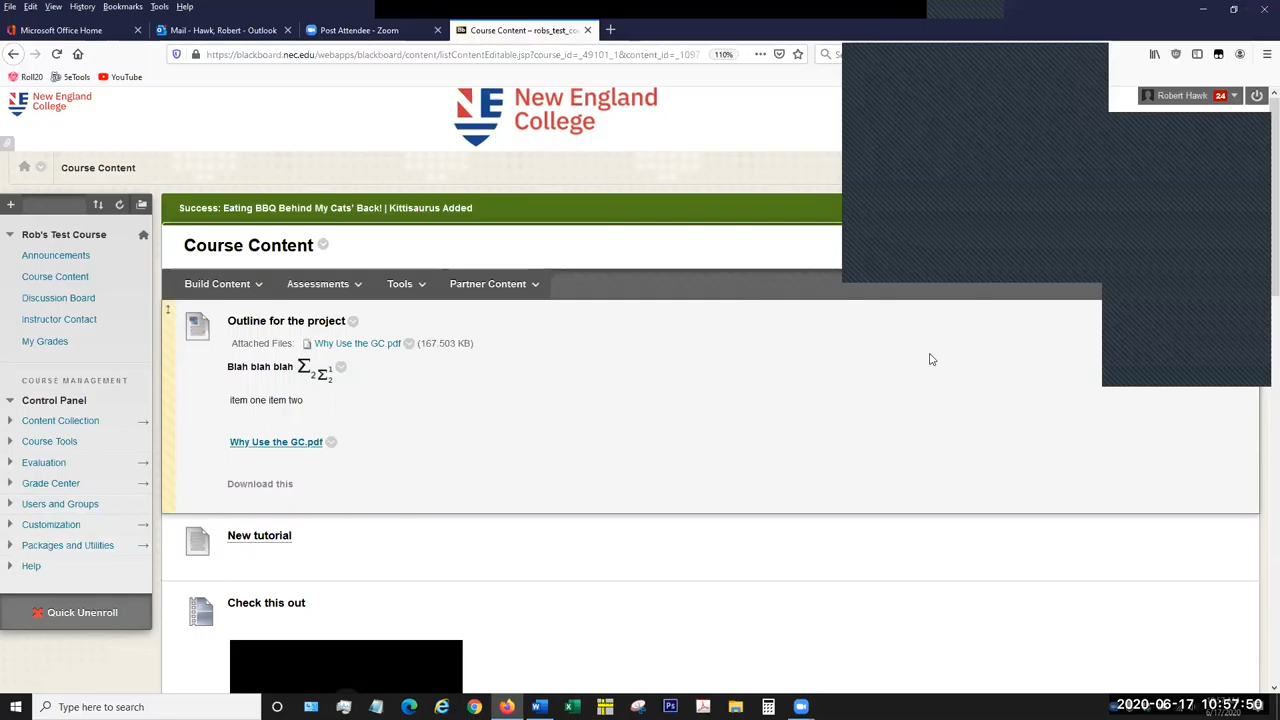 File Edit View History Bookmarks Tools Help
Microsoft Office Home Mail - Hawk, Robert - Outlook Post Attendee - Zoom Course Content – robs_test_co
https://blackboard.nec.edu/webapps/blackboard/content/listContentEditable.jsp?course_id=_49101_1&content_id=_1097 110%
Roll20 5eTools YouTube
New England
College
New England
College
Robert Hawk 24
Course Content
Success: Eating BBQ Behind My Cats' Back! | Kittisaurus Added
Rob's Test Course
Announcements
Course Content
Discussion Board
Instructor Contact
My Grades
COURSE MANAGEMENT
Control Panel
Content Collection
Course Tools
Evaluation
Grade Center
Users and Groups
Customization
Packages and Utilities
Help
Quick Unenroll
Course Content
Build Content Assessments Tools Partner Content
Outline for the project
Attached Files: Why Use the GC.pdf (167.503 KB)
Blah blah blah Σ₂Σ¹₂
item one item two
Why Use the GC.pdf
Download this
New tutorial
Check this out
Type here to search
2020-06-17 10:57:50